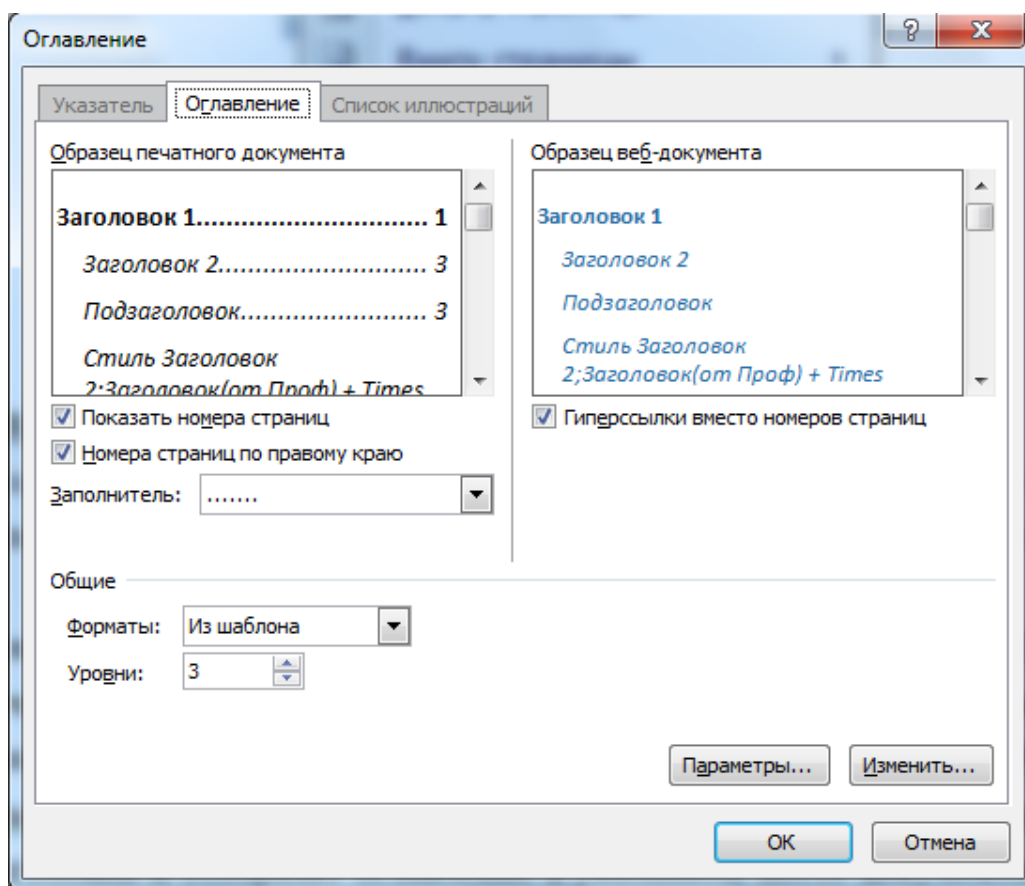 Оглавление
Указатель
Оглавление
Список иллюстраций
Образец печатного документа
Заголовок 1............................... 1
Заголовок 2........................... 3
Подзаголовок........................ 3
Стиль Заголовок
2;Заголовок(от Проф) + Times
Показать номера страниц
Номера страниц по правому краю
Заполнитель: .......
Образец веб-документа
Заголовок 1
Заголовок 2
Подзаголовок
Стиль Заголовок
2;Заголовок(от Проф) + Times
Гиперссылки вместо номеров страниц
Общие
Форматы: Из шаблона
Уровни: 3
Параметры... Изменить...
ОК Отмена